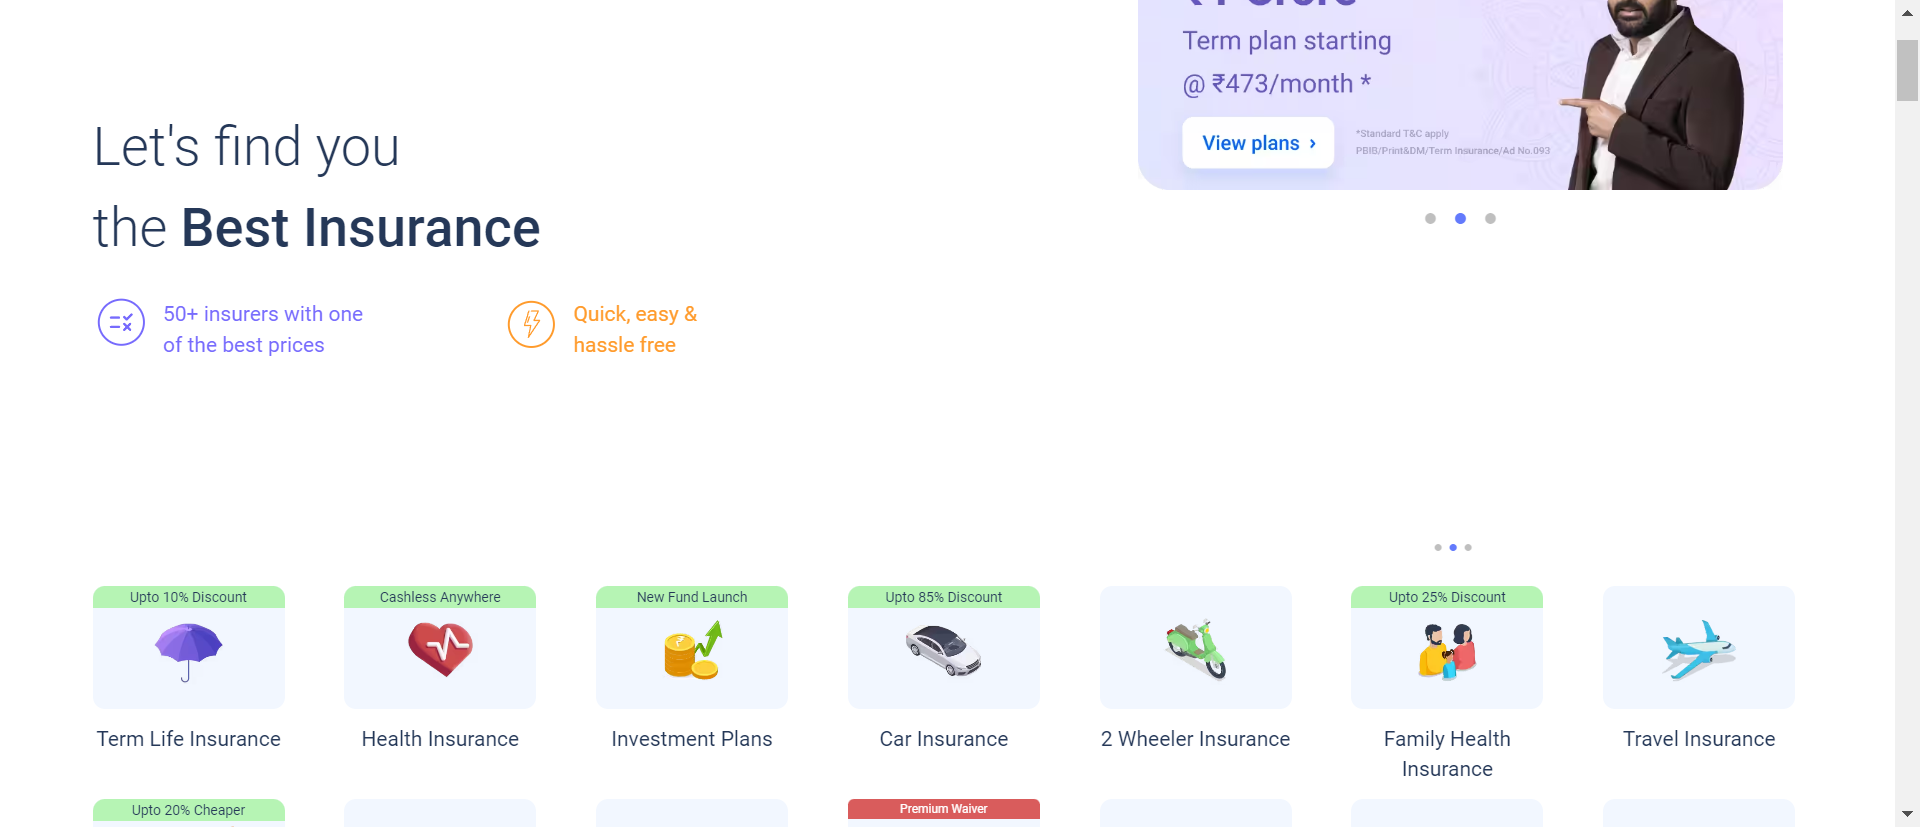 Term plan starting
@ ₹473/month *
View plans ›
*Standard T&C apply
PBIB/Print&DM/Term Insurance/Ad No.093
Let's find you
the Best Insurance
50+ insurers with one
of the best prices
Quick, easy &
hassle free
Upto 10% Discount
Cashless Anywhere
New Fund Launch
Upto 85% Discount
Upto 25% Discount
Term Life Insurance
Health Insurance
Investment Plans
Car Insurance
2 Wheeler Insurance
Family Health
Insurance
Travel Insurance
Upto 20% Cheaper
Premium Waiver